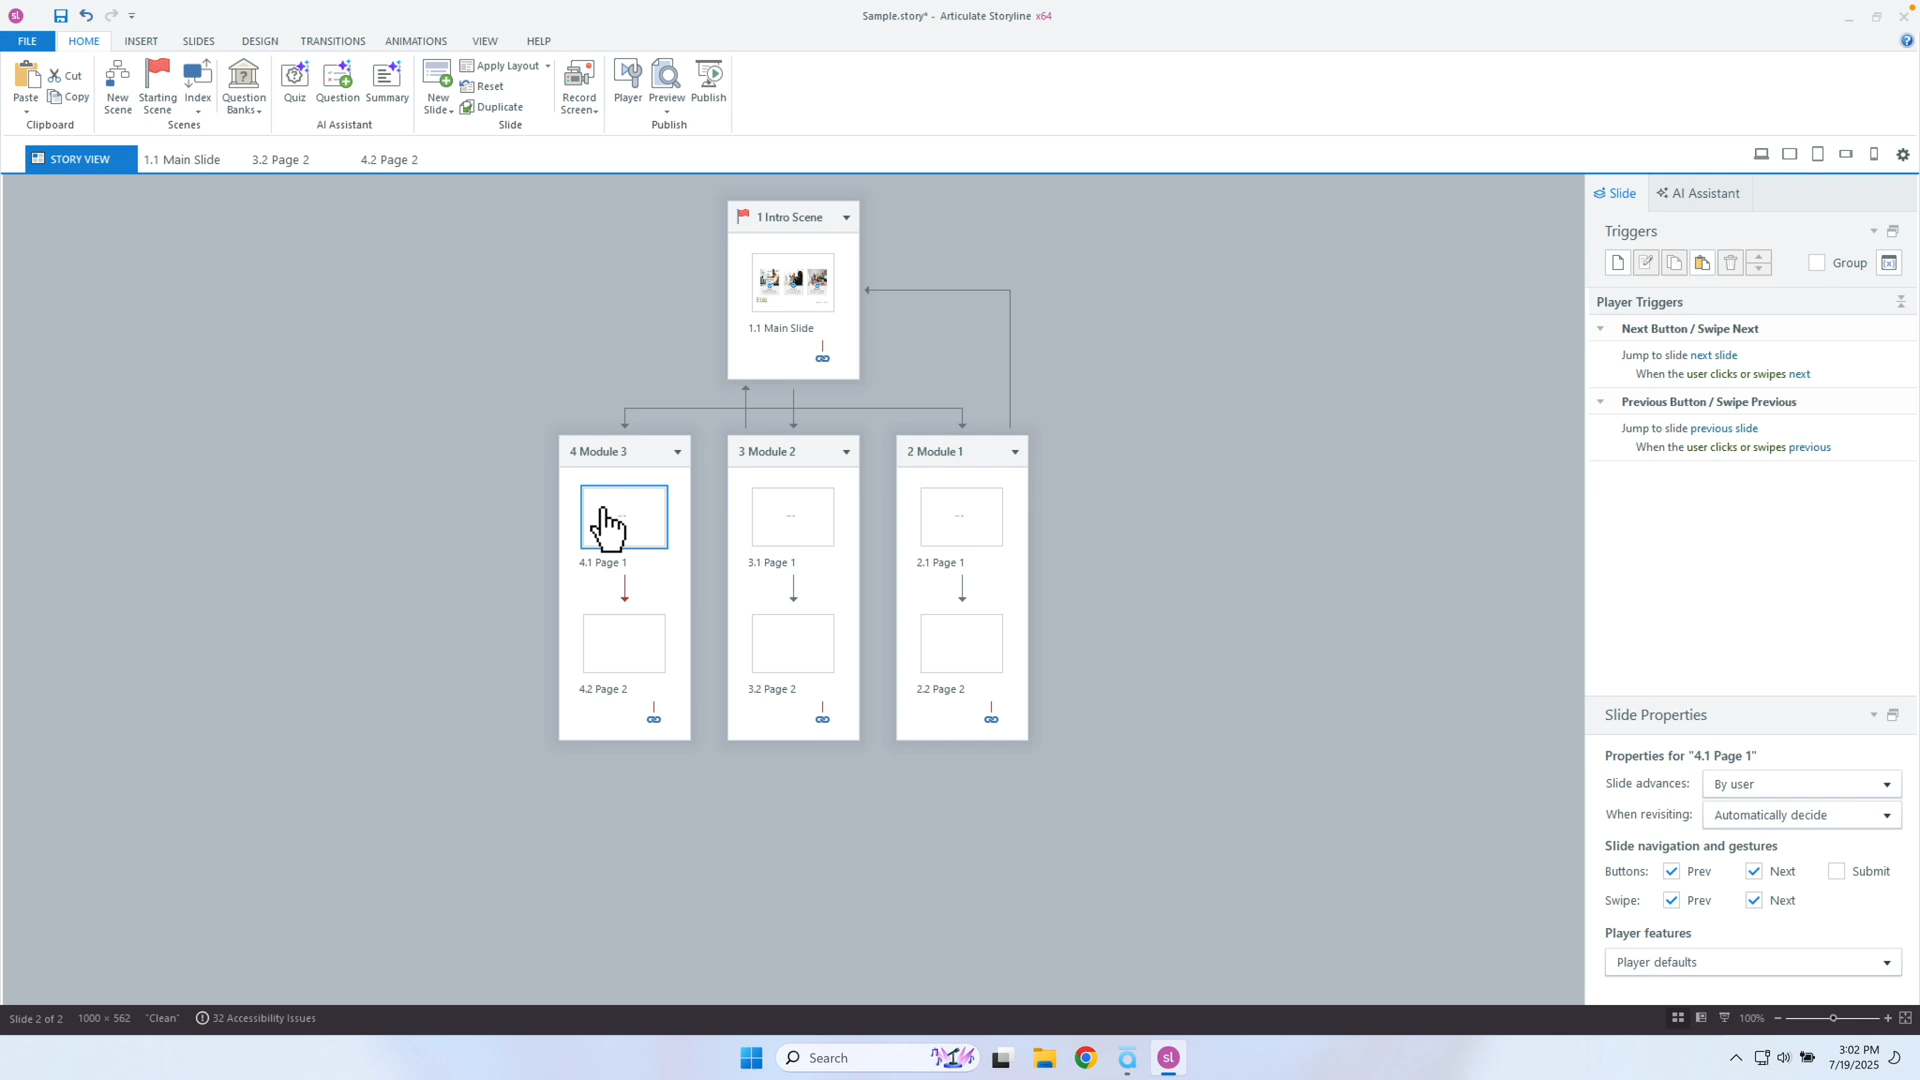 sl
Sample.story* - Articulate Storyline x64
FILE HOME INSERT SLIDES DESIGN TRANSITIONS ANIMATIONS VIEW HELP
Paste Cut Copy
Clipboard
New Scene Starting Scene Index Question Banks
Scenes
Quiz Question Summary
AI Assistant
New Slide Apply Layout Reset Duplicate
Slide
Record Screen
Player Preview Publish
Publish
STORY VIEW 1.1 Main Slide 3.2 Page 2 4.2 Page 2
1 Intro Scene
1.1 Main Slide
4 Module 3
4.1 Page 1
4.2 Page 2
3 Module 2
3.1 Page 1
3.2 Page 2
2 Module 1
2.1 Page 1
2.2 Page 2
Slide AI Assistant
Triggers
Group
Player Triggers
Next Button / Swipe Next
Jump to slide next slide
When the user clicks or swipes next
Previous Button / Swipe Previous
Jump to slide previous slide
When the user clicks or swipes previous
Slide Properties
Properties for "4.1 Page 1"
Slide advances: By user
When revisiting: Automatically decide
Slide navigation and gestures
Buttons: Prev Next Submit
Swipe: Prev Next
Player features
Player defaults
Slide 2 of 2 1000 × 562 "Clean" 32 Accessibility Issues
100%
Search
sl
3:02 PM
7/19/2025